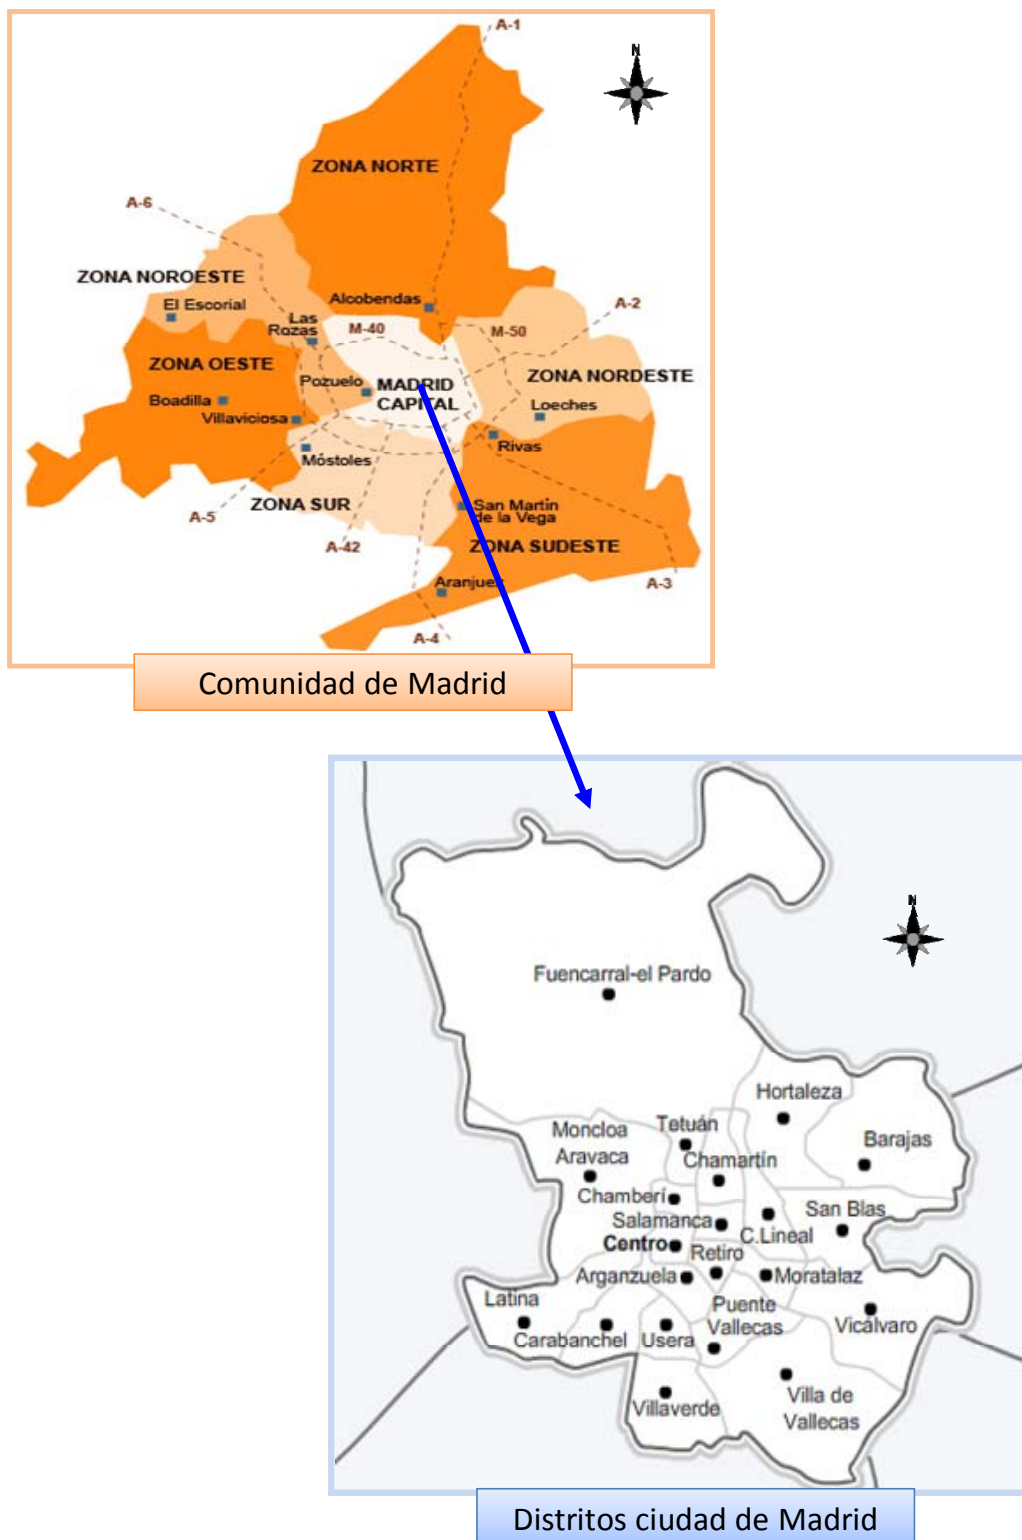 A-1
N
ZONA NORTE
A-6
ZONA NOROESTE
El Escorial
Alcobendas
A-2
Las
Rozas
M-40
M-50
ZONA OESTE
ZONA NORDESTE
Pozuelo
MADRID
CAPITAL
Boadilla
Loeches
Villaviciosa
Rivas
Móstoles
ZONA SUR
San Martín
de la Vega
A-5
A-42
ZONA SUDESTE
Aranjuez
A-3
A-4
Comunidad de Madrid
N
Fuencarral-el Pardo
Hortaleza
Moncloa
Aravaca
Tetuán
Barajas
Chamartín
Chamberí
San Blas
Salamanca
C.Lineal
Centro
Retiro
Arganzuela
Moratalaz
Latina
Puente
Vallecas
Vicálvaro
Carabanchel
Usera
Villaverde
Villa de
Vallecas
Distritos ciudad de Madrid